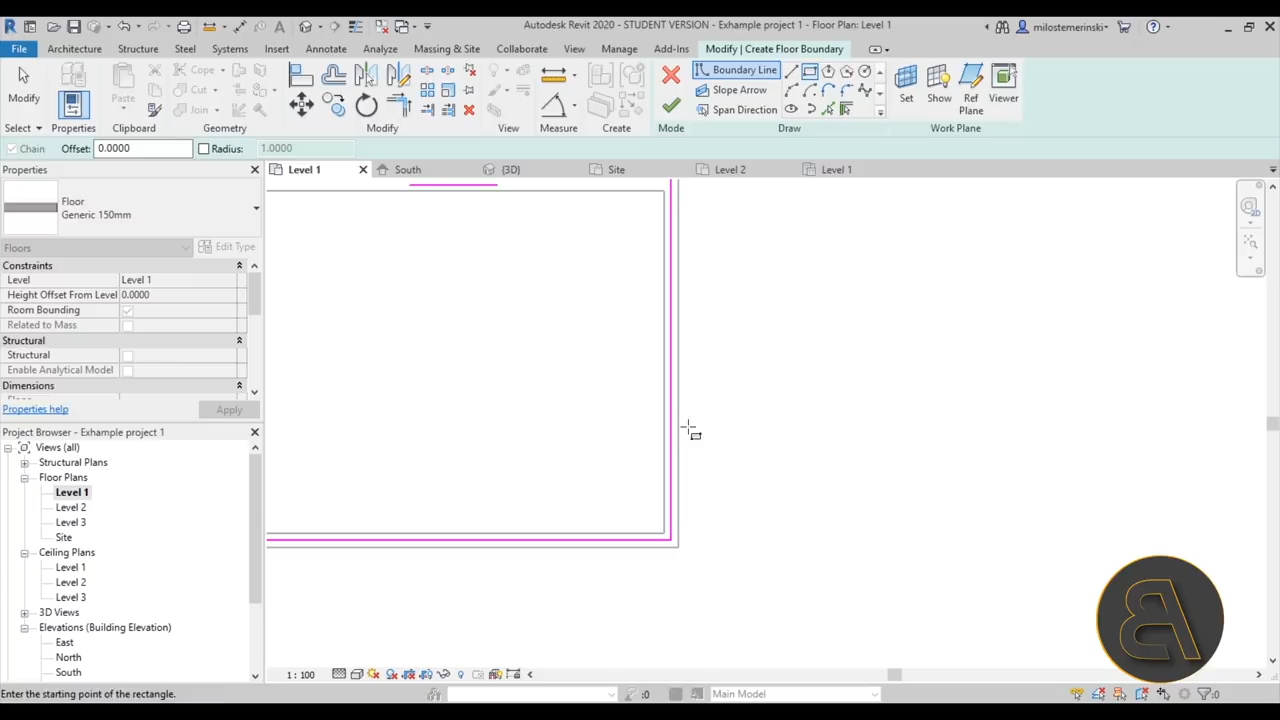 Autodesk Revit 2020 - STUDENT VERSION - Exhample project 1 - Floor Plan: Level 1
milostemerinski
File
Architecture
Structure
Steel
Systems
Insert
Annotate
Analyze
Massing & Site
Collaborate
View
Manage
Add-Ins
Modify | Create Floor Boundary
Modify
Paste
Cope
Cut
Join
Boundary Line
Slope Arrow
Span Direction
Set
Show
Ref
Plane
Viewer
Select
Properties
Clipboard
Geometry
Modify
View
Measure
Create
Mode
Draw
Work Plane
Chain
Offset: 0.0000
Radius: 1.0000
Level 1
South
{3D}
Site
Level 2
Level 1
Properties
Floor
Generic 150mm
Floors
Edit Type
Constraints
Level
Level 1
Height Offset From Level
0.0000
Room Bounding
Related to Mass
Structural
Structural
Enable Analytical Model
Dimensions
Properties help
Apply
Project Browser - Exhample project 1
Views (all)
Structural Plans
Floor Plans
Level 1
Level 2
Level 3
Site
Ceiling Plans
Level 1
Level 2
Level 3
3D Views
Elevations (Building Elevation)
East
North
South
2D
1 : 100
Enter the starting point of the rectangle.
:0
Main Model
:0